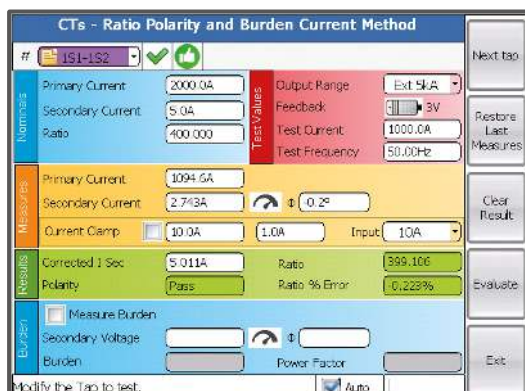 CTs - Ratio Polarity and Burden Current Method
# 1S1-1S2
Next tap
Nominals
Primary Current 2000.0A
Secondary Current 5.0A
Ratio 400.000
Test Values
Output Range Ext 5kA
Feedback 3V
Test Current 1000.0A
Test Frequency 50.00Hz
Restore Last Measures
Measures
Primary Current 1094.6A
Secondary Current 2.743A Φ -0.2º
Current Clamp 10.0A 1.0A Input 10A
Clear Result
Results
Corrected I Sec 5.011A Ratio 399.106
Polarity Pass Ratio % Error -0.223%
Evaluate
Burden
Measure Burden
Secondary Voltage Φ
Burden Power Factor
Exit
Modify the Tap to test. Auto